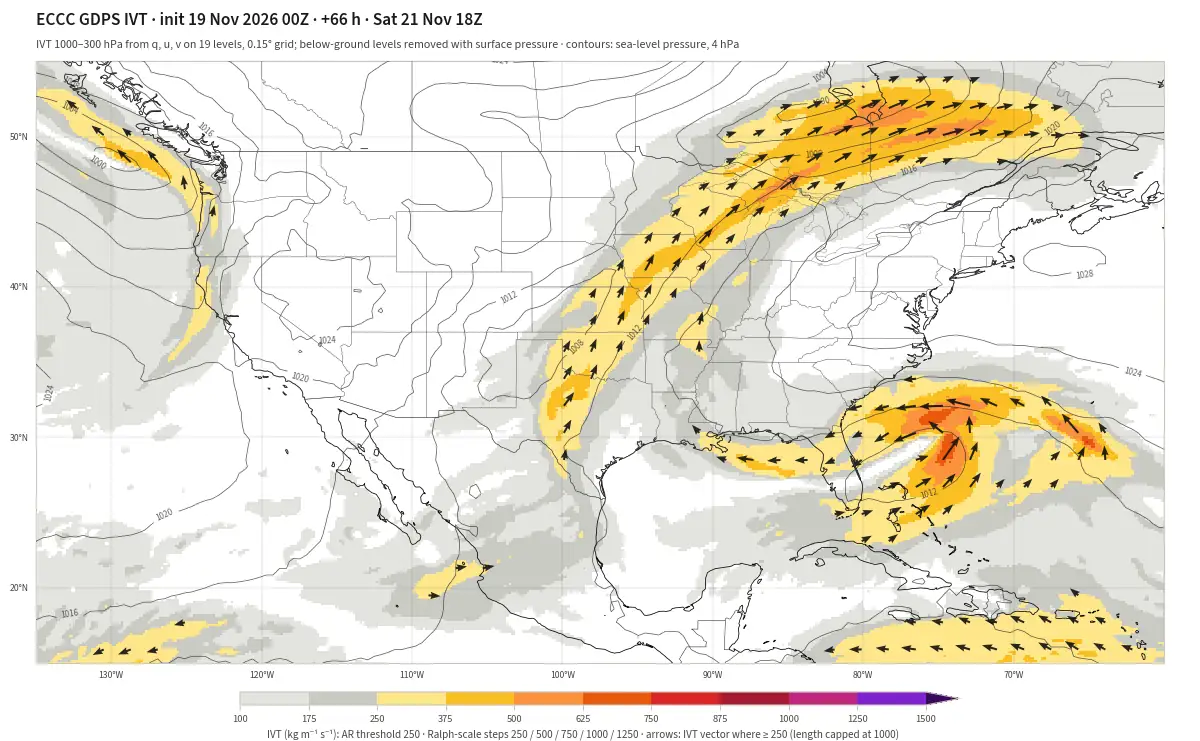 ECCC GDPS IVT · init 19 Nov 2026 00Z · +66 h · Sat 21 Nov 18Z
IVT 1000–300 hPa from q, u, v on 19 levels, 0.15° grid; below-ground levels removed with surface pressure · contours: sea-level pressure, 4 hPa
1004
1004
1016
1000
1020
1008
1016
1028
1012
1012
1008
1024
1020
1024
1024
1012
1020
1016
50°N
40°N
30°N
20°N
130°W 120°W 110°W 100°W 90°W 80°W 70°W
100 175 250 375 500 625 750 875 1000 1250 1500
IVT (kg m⁻¹ s⁻¹): AR threshold 250 · Ralph-scale steps 250 / 500 / 750 / 1000 / 1250 · arrows: IVT vector where ≥ 250 (length capped at 1000)